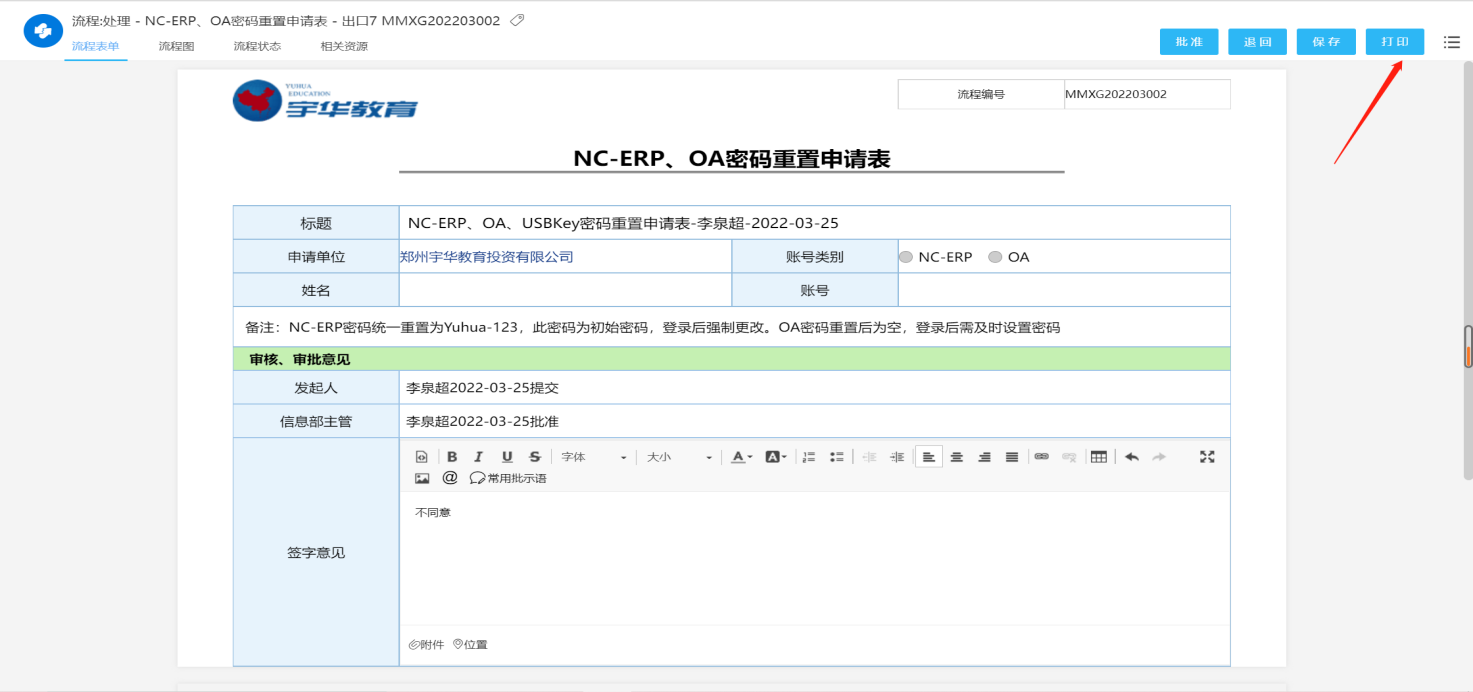 流程:处理 - NC-ERP、OA密码重置申请表 - 出口7 MMXG202203002
流程表单 流程图 流程状态 相关资源
批准 退回 保存 打印
YUHUA
EDUCATION
宇华教育
流程编号 MMXG202203002
NC-ERP、OA密码重置申请表
标题 NC-ERP、OA、USBKey密码重置申请表-李泉超-2022-03-25
申请单位 郑州宇华教育投资有限公司 账号类别 NC-ERP OA
姓名 账号
备注：NC-ERP密码统一重置为Yuhua-123，此密码为初始密码，登录后强制更改。OA密码重置后为空，登录后需及时设置密码
审核、审批意见
发起人 李泉超2022-03-25提交
信息部主管 李泉超2022-03-25批准
B I U S 字体 大小 A A
@ 常用批示语
不同意
签字意见
附件 位置